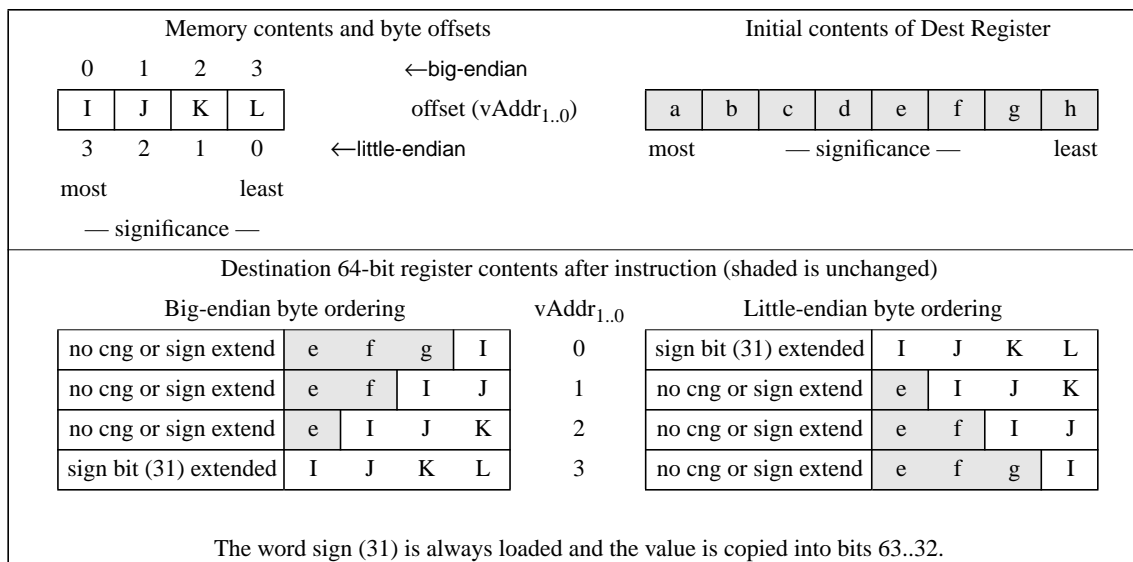 Memory contents and byte offsets
Initial contents of Dest Register
0 1 2 3 ←big-endian
I J K L offset (vAddr1..0)
a b c d e f g h
3 2 1 0 ←little-endian
most — significance — least
most least
— significance —
Destination 64-bit register contents after instruction (shaded is unchanged)
Big-endian byte ordering vAddr1..0 Little-endian byte ordering
no cng or sign extend e f g I 0 sign bit (31) extended I J K L
no cng or sign extend e f I J 1 no cng or sign extend e I J K
no cng or sign extend e I J K 2 no cng or sign extend e f I J
sign bit (31) extended I J K L 3 no cng or sign extend e f g I
The word sign (31) is always loaded and the value is copied into bits 63..32.